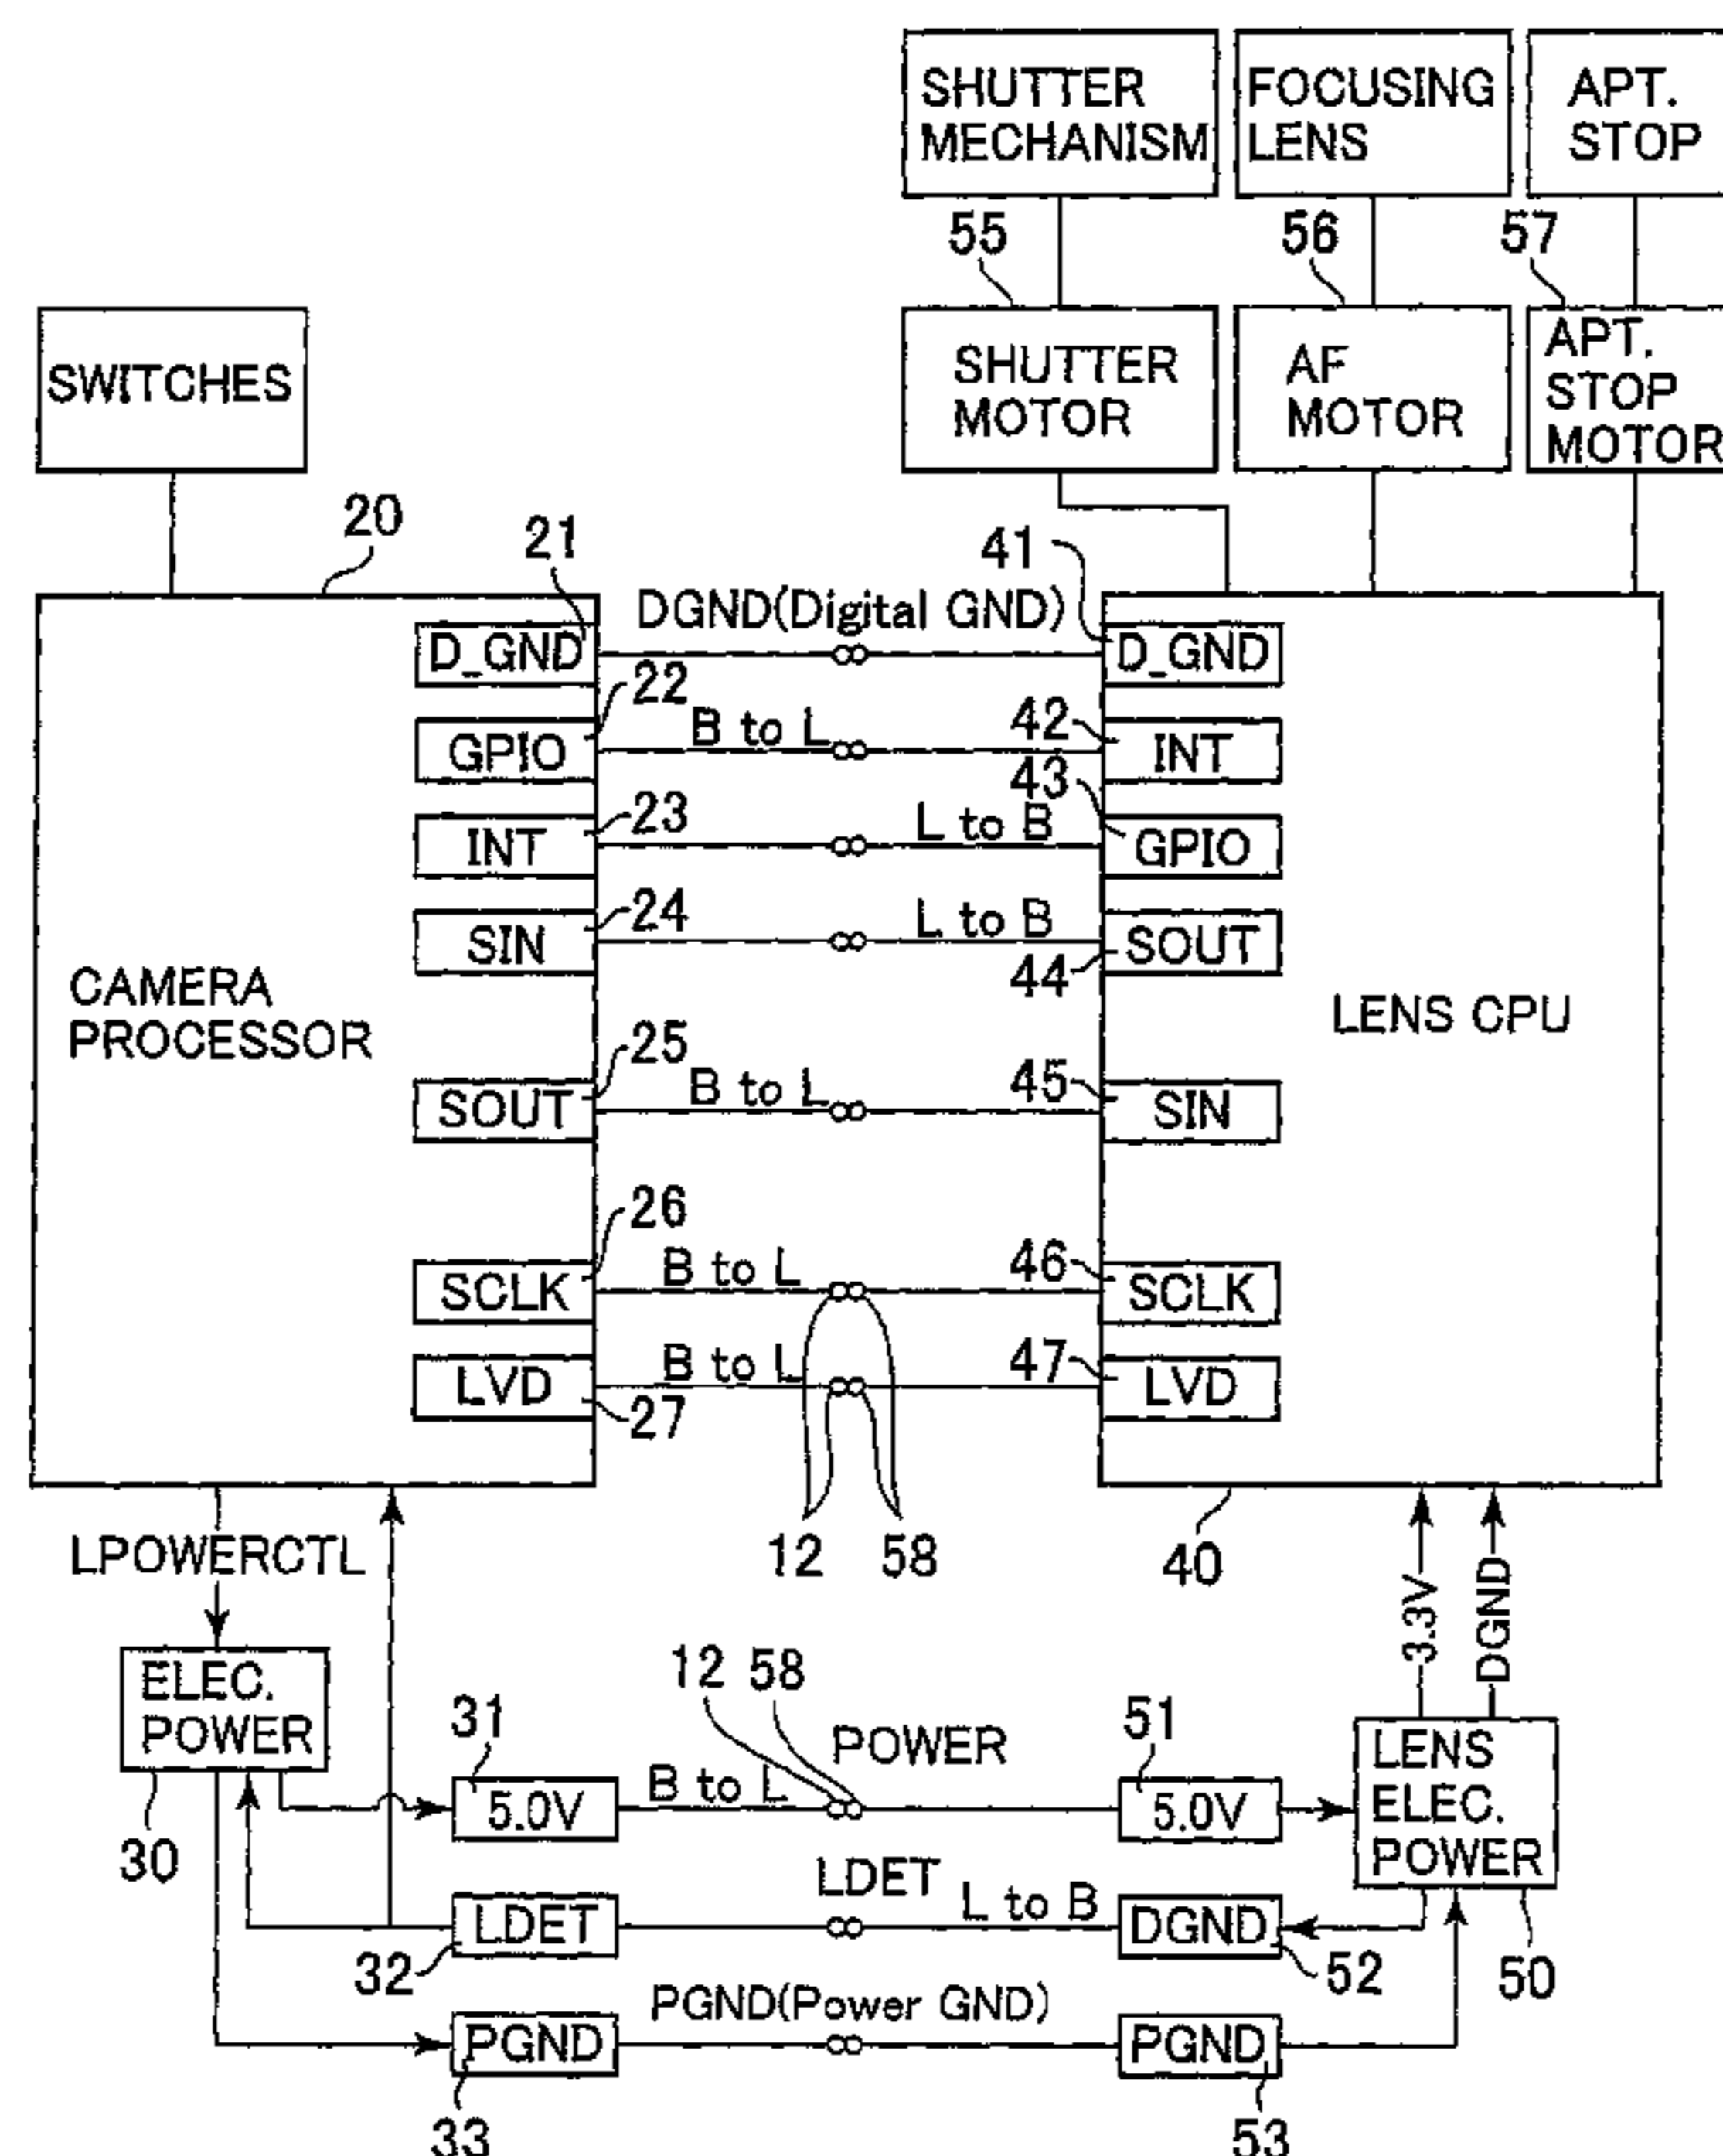 SHUTTER
MECHANISM
FOCUSING
LENS
APT.
STOP
55
56
57
SWITCHES
SHUTTER
MOTOR
AF
MOTOR
APT.
STOP
MOTOR
20
21
41
DGND(Digital GND)
D_GND
D_GND
22
B to L
42
GPIO
INT
23
43
L to B
INT
GPIO
24
L to B
SIN
SOUT
44
CAMERA
PROCESSOR
LENS CPU
25
B to L
45
SOUT
SIN
26
B to L
46
SCLK
SCLK
B to L
47
LVD
LVD
27
12
58
40
LPOWERCTL
3.3V
DGND
ELEC.
POWER
30
12
58
31
POWER
51
B to L
5.0V
5.0V
LENS
ELEC.
POWER
LDET
L to B
LDET
DGND
32
52
50
PGND(Power GND)
PGND
PGND
33
53